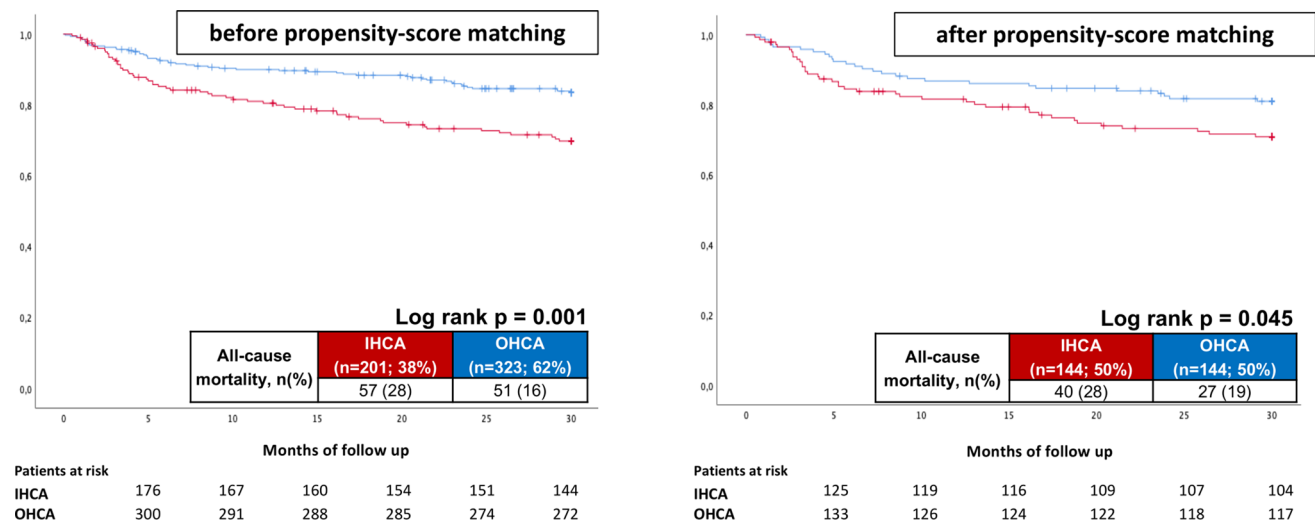 before propensity-score matching
1,0
0,8
0,6
0,4
0,2
0,0
Log rank p = 0.001
All-cause
mortality, n(%)
IHCA
(n=201; 38%)
OHCA
(n=323; 62%)
57 (28)
51 (16)
0 5 10 15 20 25 30
Months of follow up
Patients at risk
IHCA 176 167 160 154 151 144
OHCA 300 291 288 285 274 272
after propensity-score matching
1,0
0,8
0,6
0,4
0,2
0,0
Log rank p = 0.045
All-cause
mortality, n(%)
IHCA
(n=144; 50%)
OHCA
(n=144; 50%)
40 (28)
27 (19)
0 5 10 15 20 25 30
Months of follow up
Patients at risk
IHCA 125 119 116 109 107 104
OHCA 133 126 124 122 118 117